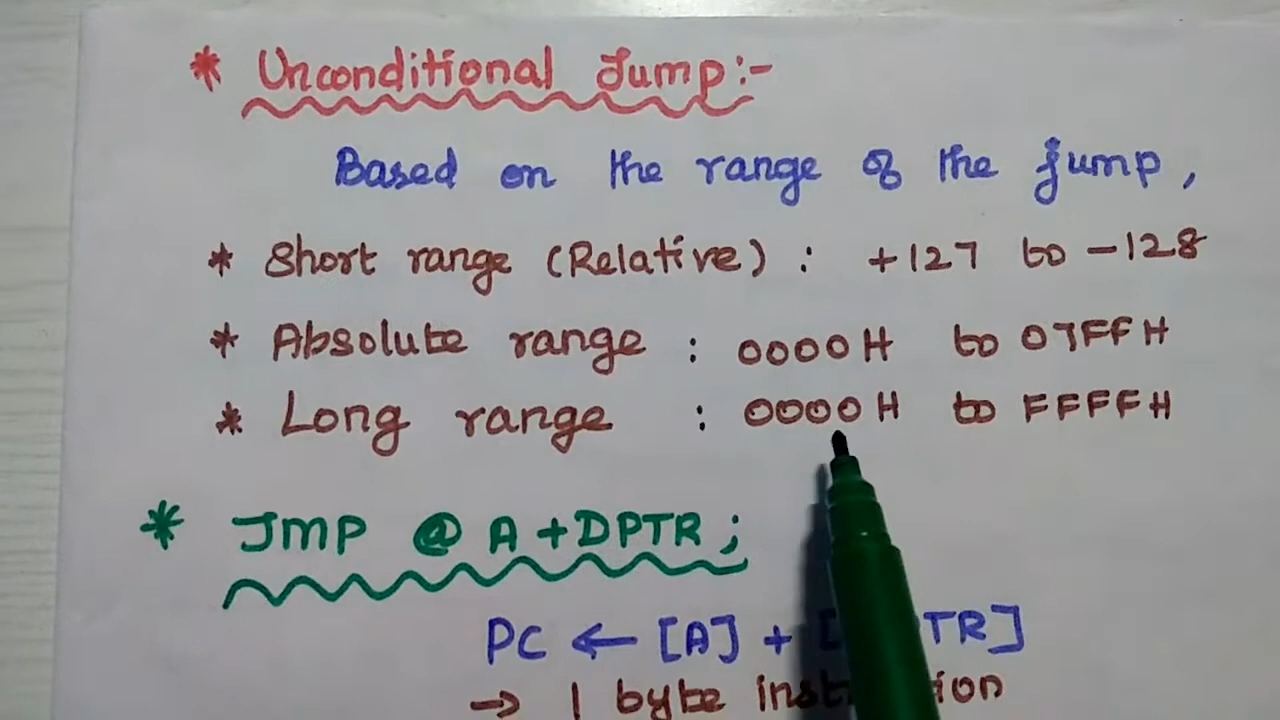 * Unconditional Jump:-
Based on the range of the jump,
* Short range (Relative) : +127 to -128
* Absolute range : 0000H to 07FFH
* Long range : 0000H to FFFFH
* JMP @ A+DPTR;
PC ← [A] + [ TR]
→ 1 byte